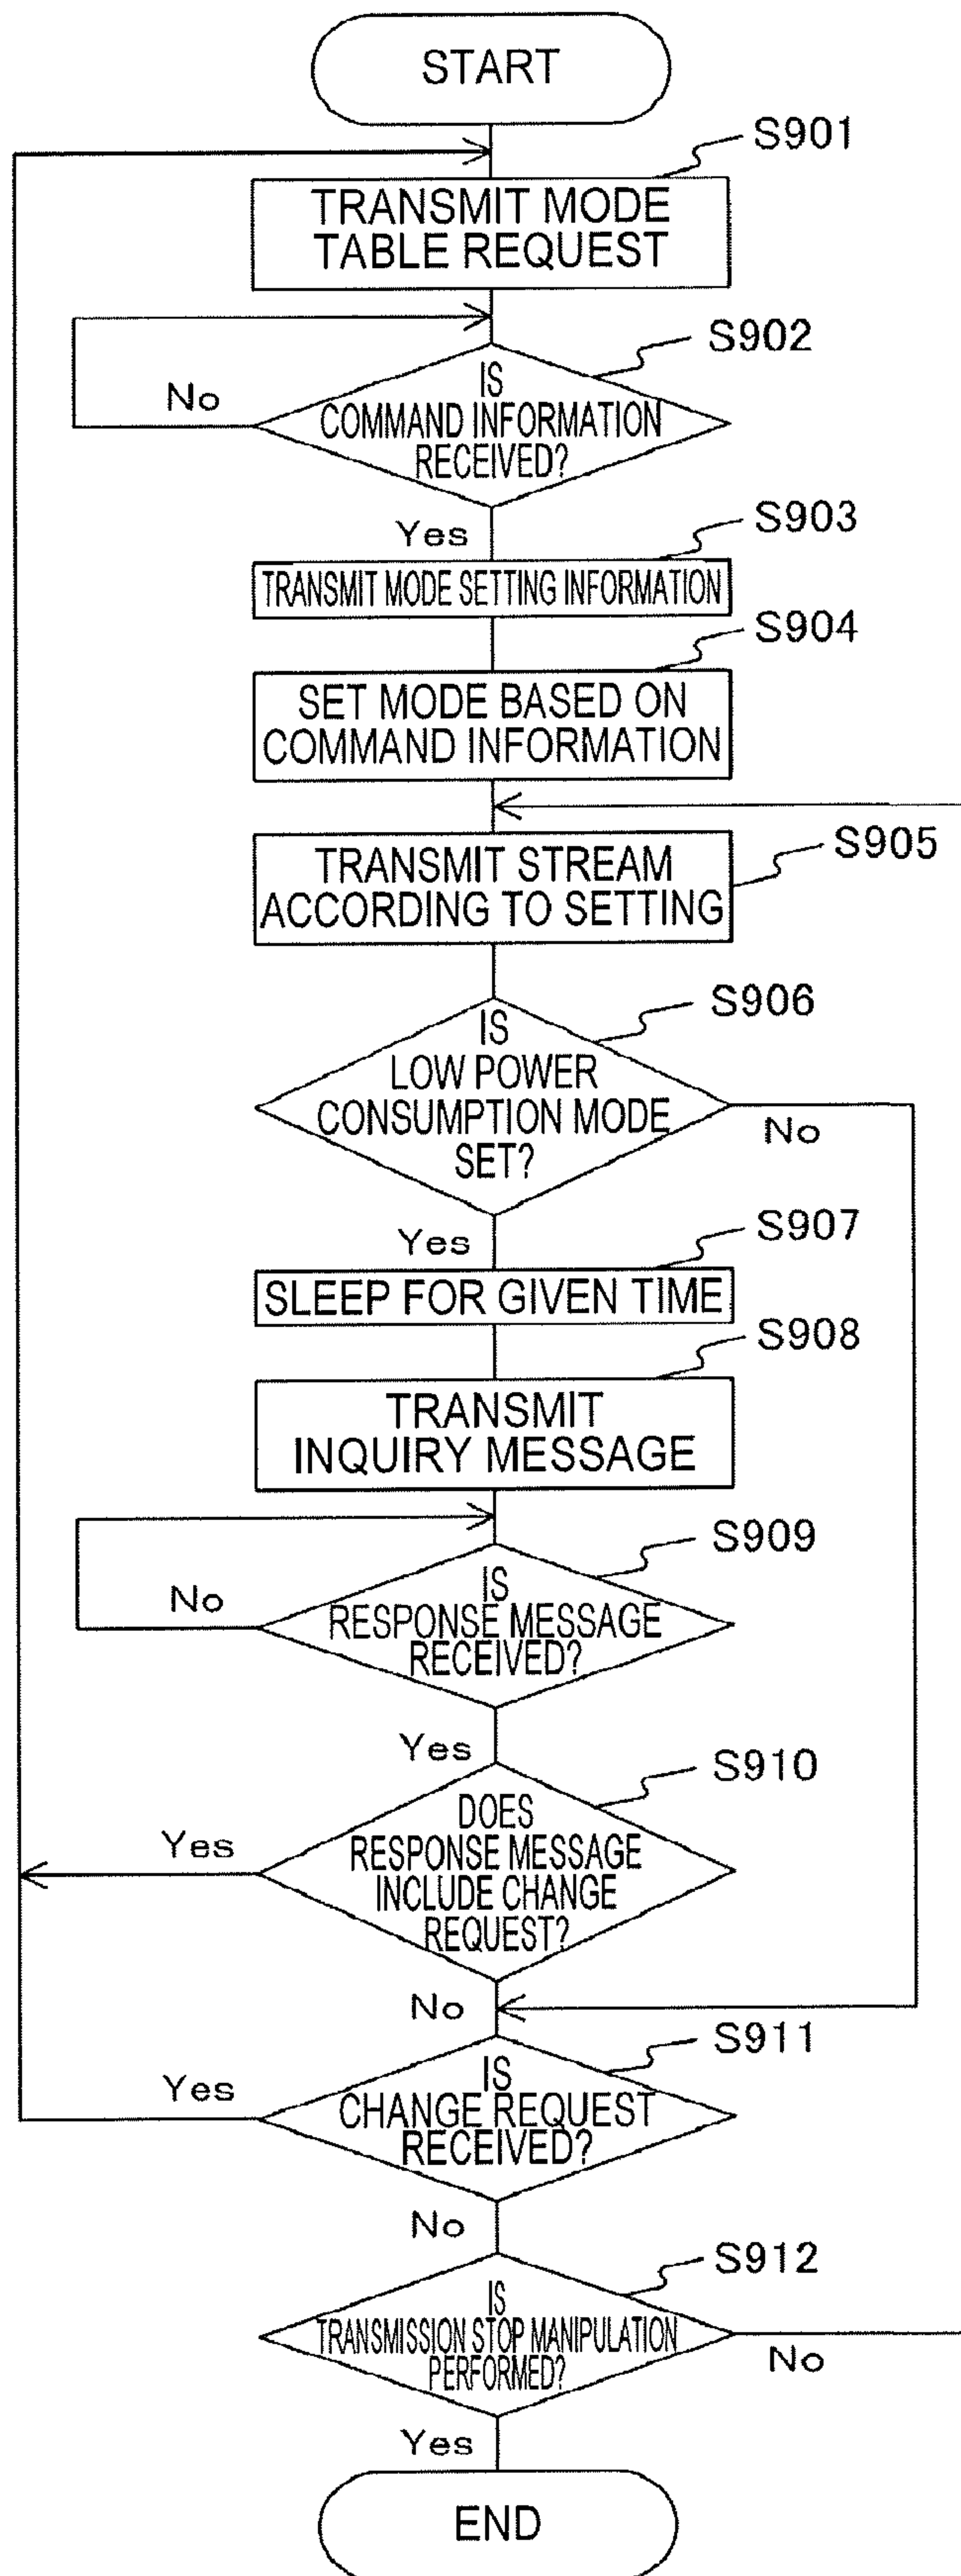 START
S901
TRANSMIT MODE
TABLE REQUEST
S902
IS
COMMAND INFORMATION
RECEIVED?
No
Yes
S903
TRANSMIT MODE SETTING INFORMATION
S904
SET MODE BASED ON
COMMAND INFORMATION
S905
TRANSMIT STREAM
ACCORDING TO SETTING
S906
IS
LOW POWER
CONSUMPTION MODE
SET?
No
Yes
S907
SLEEP FOR GIVEN TIME
S908
TRANSMIT
INQUIRY MESSAGE
S909
IS
RESPONSE MESSAGE
RECEIVED?
No
Yes
S910
DOES
RESPONSE MESSAGE
INCLUDE CHANGE
REQUEST?
Yes
No
S911
IS
CHANGE REQUEST
RECEIVED?
Yes
No
S912
IS
TRANSMISSION STOP MANIPULATION
PERFORMED?
No
Yes
END